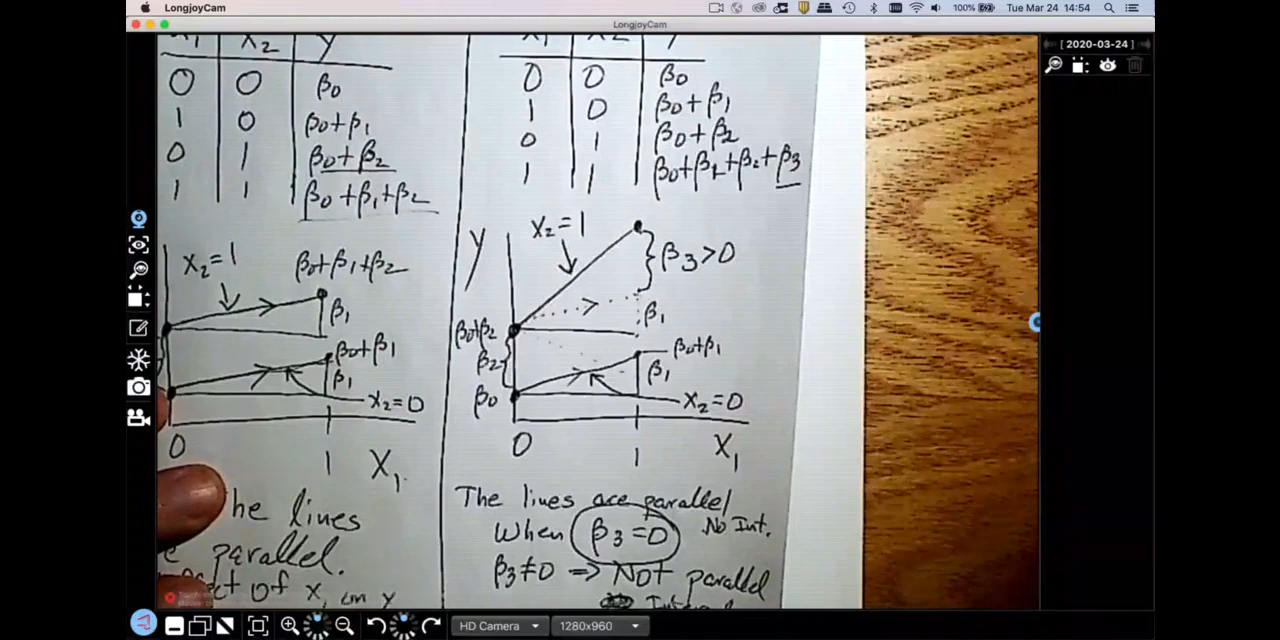 LongjoyCam
100%
Tue Mar 24 14:54
LongjoyCam
[2020-03-24]
X1 X2 Y
0 0 β0
1 0 β0+β1
0 1 β0+β2
1 1 β0+β1+β2
X2=1
β0+β1+β2
β1
β0+β1
β1
X2=0
0 1 X1
The lines
parallel.
of X1 on Y
X1 X2 Y
0 0 β0
1 0 β0+β1
0 1 β0+β2
1 1 β0+β1+β2+β3
Y
X2=1
β3>0
β0+β2
β1
β2
β0+β1
β1
β0
X2=0
0 1 X1
The lines are parallel
When β3=0 No Int.
β3≠0 ⇒ NOT parallel
HD Camera
1280x960